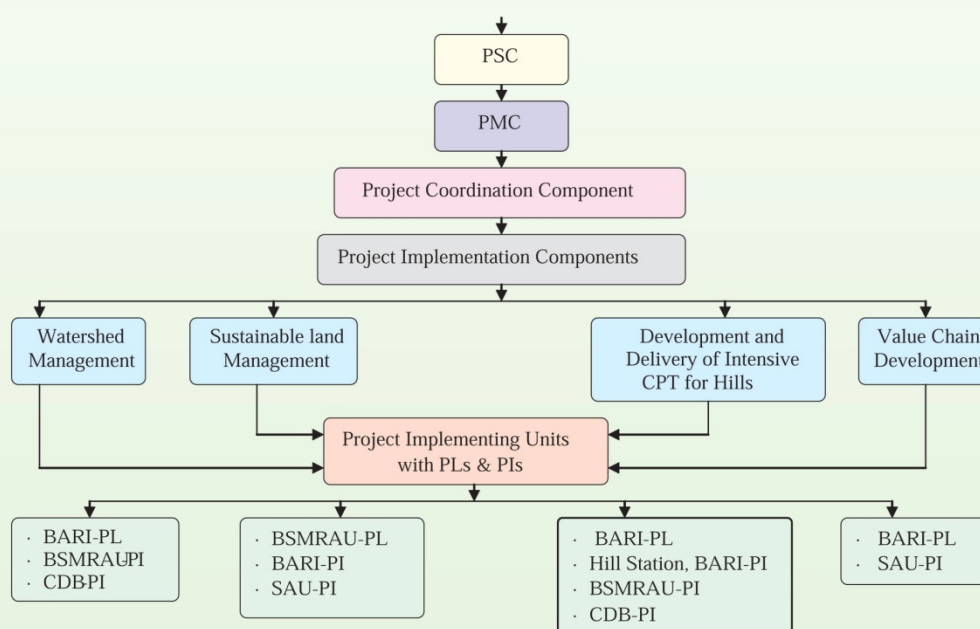 PSC
PMC
Project Coordination Component
Project Implementation Components
Watershed
Management
Sustainable land
Management
Development and
Delivery of Intensive
CPT for Hills
Value Chain
Development
Project Implementing Units
with PLs & PIs
· BARI-PL
· BSMRAU-PI
· CDB-PI
· BSMRAU-PL
· BARI-PI
· SAU-PI
· BARI-PL
· Hill Station, BARI-PI
· BSMRAU-PI
· CDB-PI
· BARI-PL
· SAU-PI